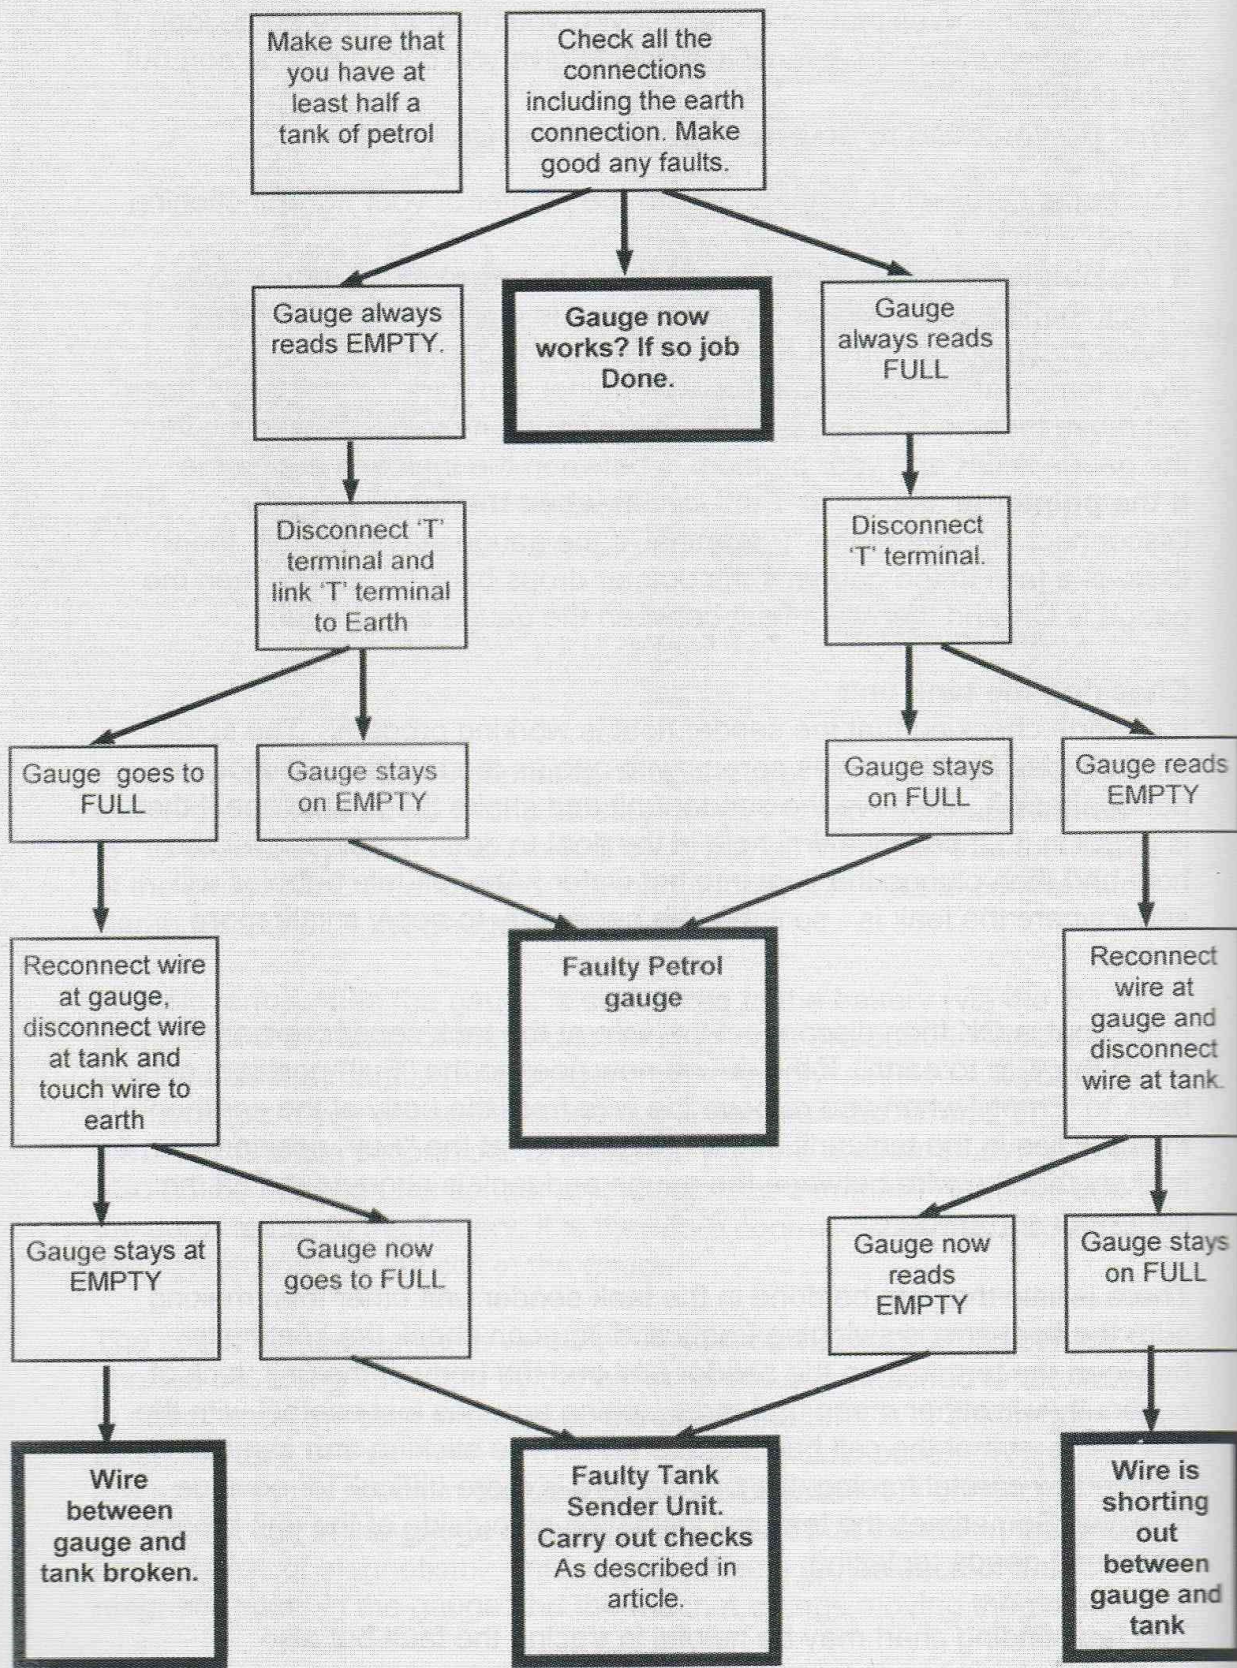 Make sure that
you have at
least half a
tank of petrol
Check all the
connections
including the earth
connection. Make
good any faults.
Gauge always
reads EMPTY.
Gauge now
works? If so job
Done.
Gauge
always reads
FULL
Disconnect ‘T’
terminal and
link ‘T’ terminal
to Earth
Disconnect
‘T’ terminal.
Gauge goes to
FULL
Gauge stays
on EMPTY
Gauge stays
on FULL
Gauge reads
EMPTY
Reconnect wire
at gauge,
disconnect wire
at tank and
touch wire to
earth
Faulty Petrol
gauge
Reconnect
wire at
gauge and
disconnect
wire at tank.
Gauge stays at
EMPTY
Gauge now
goes to FULL
Gauge now
reads
EMPTY
Gauge stays
on FULL
Wire
between
gauge and
tank broken.
Faulty Tank
Sender Unit.
Carry out checks
As described in
article.
Wire is
shorting
out
between
gauge and
tank